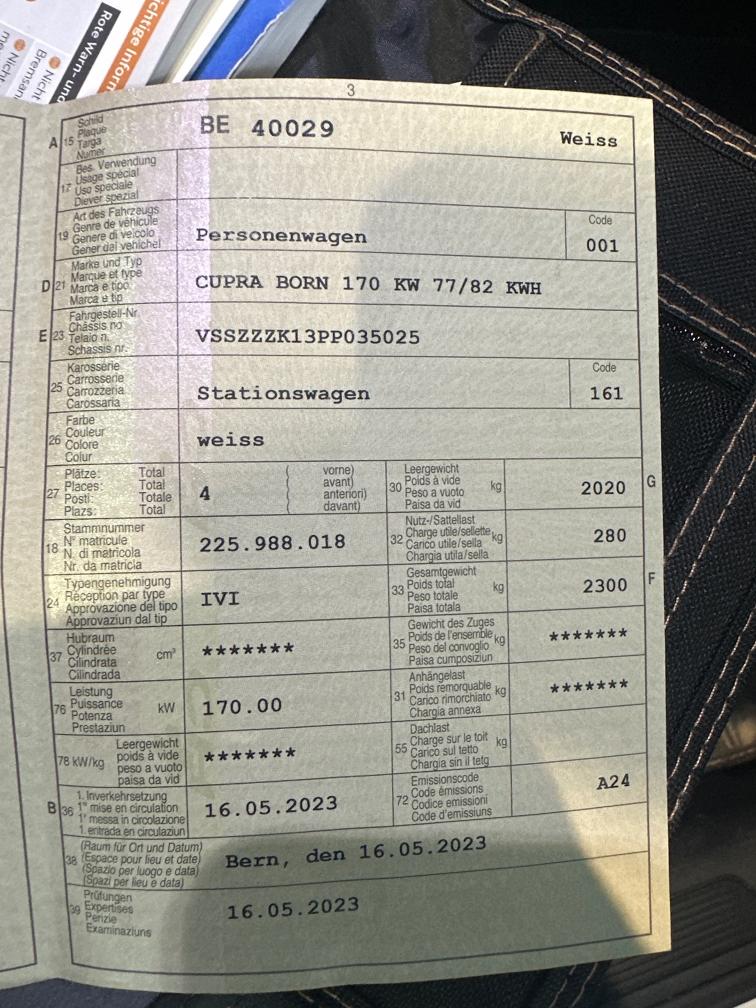 ichtige Inform
Rote Warn- und
Nicht
Bremsan
Nicht
3
A 15 Schild
Plaque
Targa
Numer
BE 40029
Weiss
17 Bes. Verwendung
Usage spécial
Uso speciale
Diever spezial
19 Art des Fahrzeugs
Genre de véhicule
Genere di veicolo
Gener dal vehichel
Personenwagen
Code
001
D 21 Marke und Typ
Marque et type
Marca e tipo
Marca e tip
CUPRA BORN 170 KW 77/82 KWH
E 23 Fahrgestell-Nr.
Châssis no
Telaio n.
Schassis nr.
VSSZZZK13PP035025
25 Karosserie
Carrosserie
Carrozzeria
Carossaria
Stationswagen
Code
161
26 Farbe
Couleur
Colore
Colur
weiss
27 Plätze: Total
Places: Total
Posti: Totale
Plazs: Total
4
( vorne)
avant)
anteriori)
( davant)
30 Leergewicht
Poids à vide
Peso a vuoto
Paisa da vid
kg
2020
G
18 Stammnummer
N° matricule
N. di matricola
Nr. da matricla
225.988.018
32 Nutz-/Sattellast
Charge utile/sellette
Carico utile/sella
Chargia utila/sella
kg
280
24 Typengenehmigung
Réception par type
Approvazione del tipo
Approvaziun dal tip
IVI
33 Gesamtgewicht
Poids total
Peso totale
Paisa totala
kg
2300
F
37 Hubraum
Cylindrée
Cilindrata
Cilindrada
cm³
*******
35 Gewicht des Zuges
Poids de l'ensemble
Peso del convoglio
Paisa cumposiziun
kg
*******
76 Leistung
Puissance
Potenza
Prestaziun
kW
170.00
31 Anhängelast
Poids remorquable
Carico rimorchiato
Chargia annexa
kg
*******
78 kW/kg
Leergewicht
poids à vide
peso a vuoto
paisa da vid
*******
55 Dachlast
Charge sur le toit
Carico sul tetto
Chargia sin il tetg
kg
B 36 1. Inverkehrsetzung
1re mise en circulation
1a messa in circolazione
1. entrada en circulaziun
16.05.2023
72 Emissionscode
Code émissions
Codice emissioni
Code d'emissiuns
A24
38 (Raum für Ort und Datum)
(Espace pour lieu et date)
(Spazio per luogo e data)
(Spazi per lieu e data)
Bern, den 16.05.2023
39 Prüfungen
Expertises
Perizie
Examinaziuns
16.05.2023